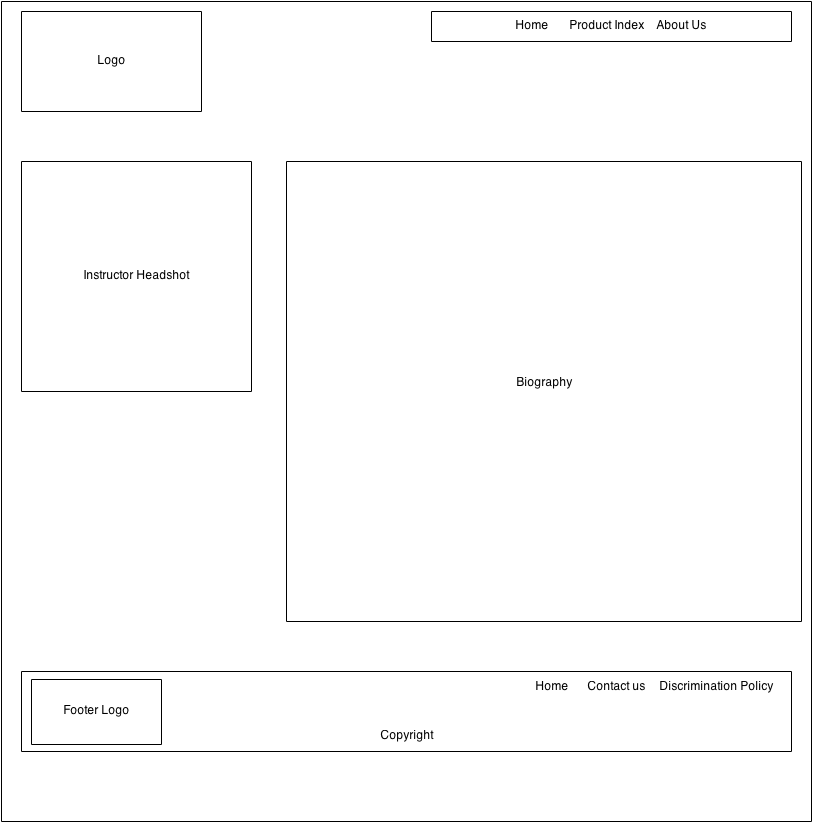 Logo
Home Product Index About Us
Instructor Headshot
Biography
Footer Logo
Home Contact us Discrimination Policy
Copyright